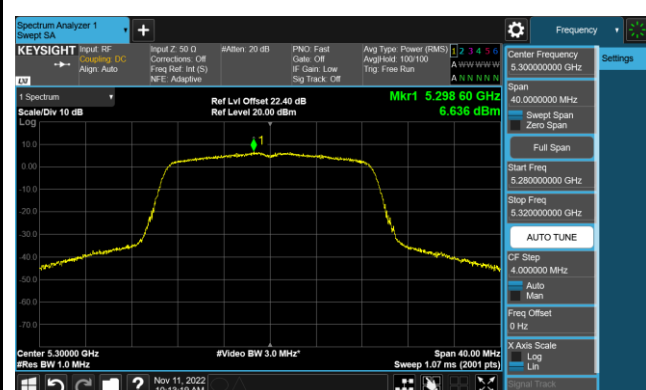 Spectrum Analyzer 1
Swept SA
+
Frequency
KEYSIGHT
Input: RF
Coupling: DC
Align: Auto
LXI
Input Z: 50 Ω
Corrections: Off
Freq Ref: Int (S)
NFE: Adaptive
#Atten: 20 dB
PNO: Fast
Gate: Off
IF Gain: Low
Sig Track: Off
Avg Type: Power (RMS)
Avg|Hold: 100/100
Trig: Free Run
1 2 3 4 5 6
A W W W W W
A N N N N N
1 Spectrum
Scale/Div 10 dB
Log
Ref Lvl Offset 22.40 dB
Ref Level 20.00 dBm
Mkr1 5.298 60 GHz
6.636 dBm
1
10.0
0.00
-10.0
-20.0
-30.0
-40.0
-50.0
-60.0
-70.0
Center 5.30000 GHz
#Res BW 1.0 MHz
#Video BW 3.0 MHz*
Span 40.00 MHz
Sweep 1.07 ms (2001 pts)
?
Nov 11, 2022
Center Frequency
5.300000000 GHz
Span
40.0000000 MHz
Swept Span
Zero Span
Full Span
Start Freq
5.280000000 GHz
Stop Freq
5.320000000 GHz
AUTO TUNE
CF Step
4.000000 MHz
Auto
Man
Freq Offset
0 Hz
X Axis Scale
Log
Lin
Signal Track
Settings